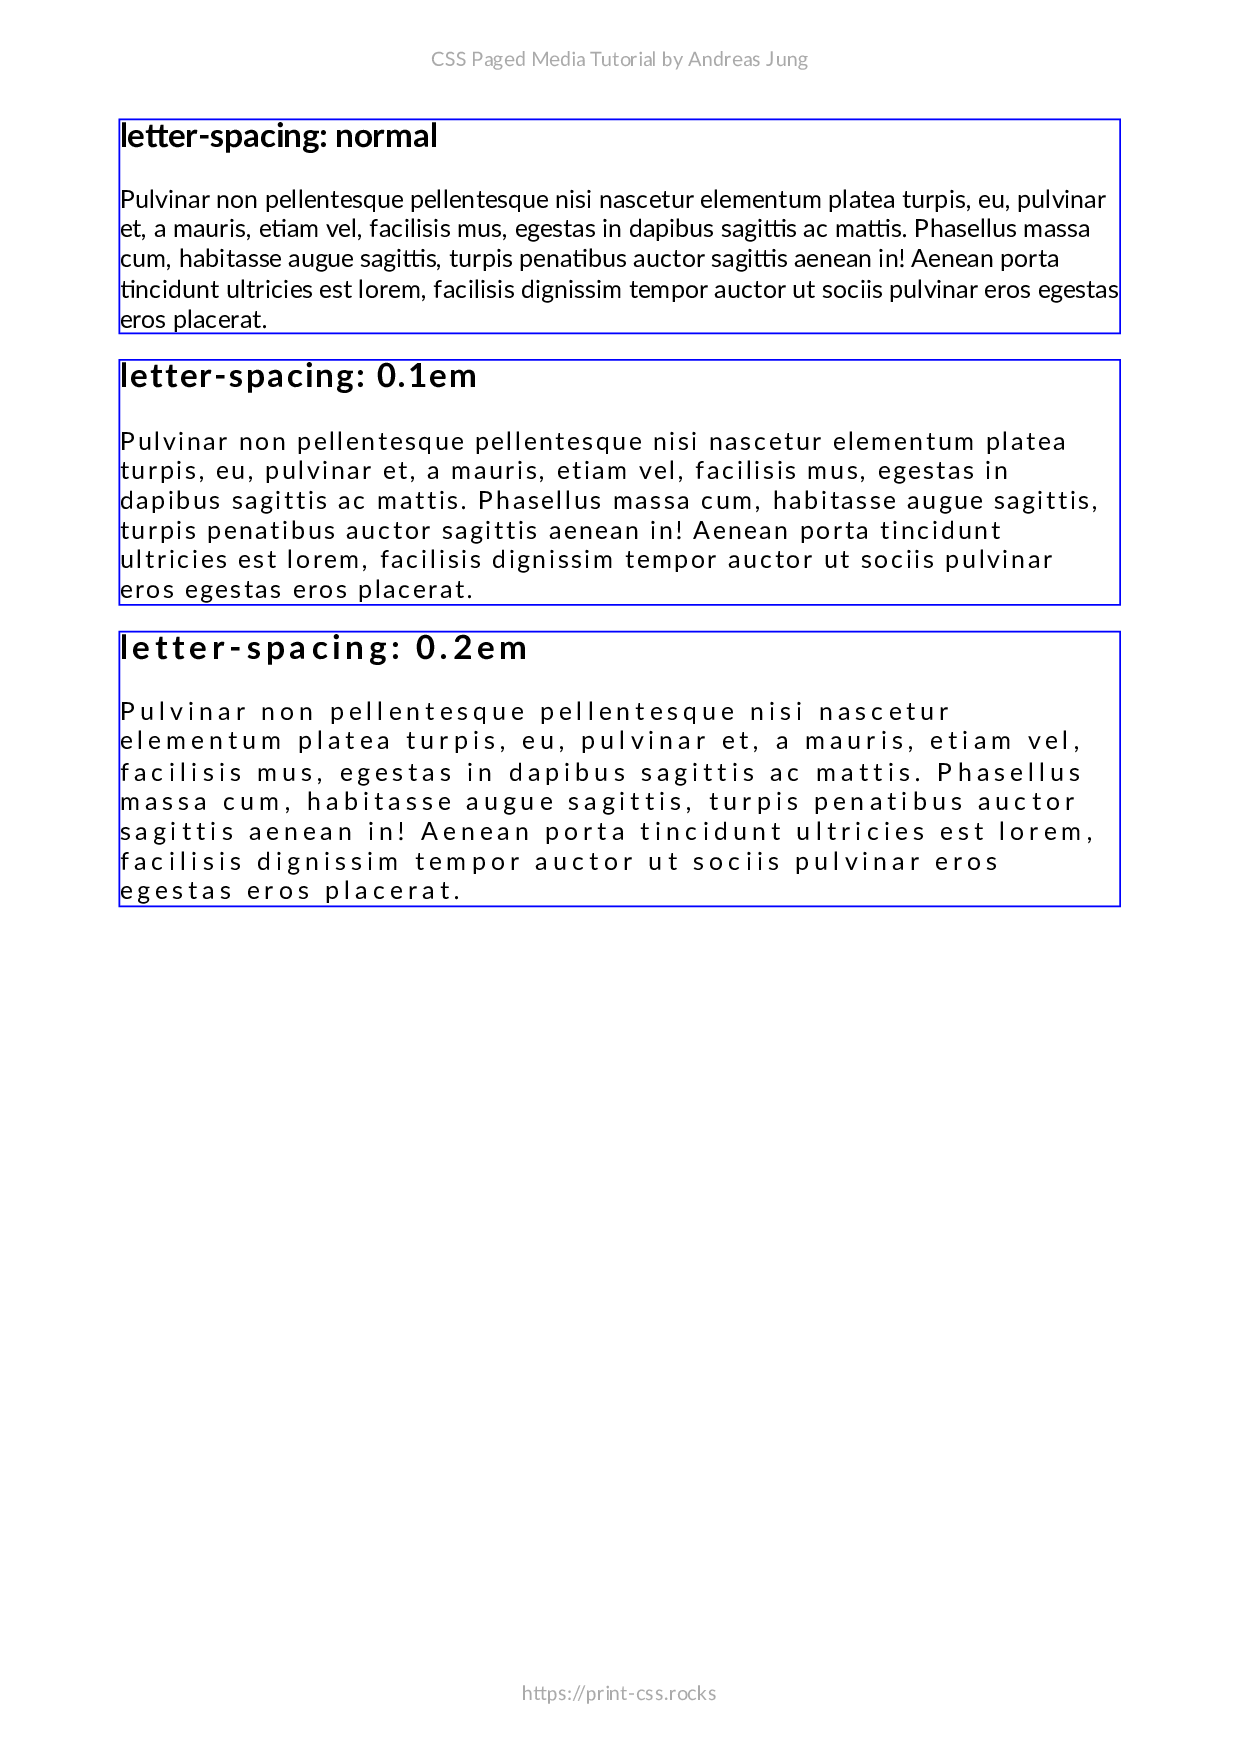 CSS Paged Media Tutorial by Andreas Jung
letter-spacing: normal
Pulvinar non pellentesque pellentesque nisi nascetur elementum platea turpis, eu, pulvinar
et, a mauris, etiam vel, facilisis mus, egestas in dapibus sagittis ac mattis. Phasellus massa
cum, habitasse augue sagittis, turpis penatibus auctor sagittis aenean in! Aenean porta
tincidunt ultricies est lorem, facilisis dignissim tempor auctor ut sociis pulvinar eros egestas
eros placerat.
letter-spacing: 0.1em
Pulvinar non pellentesque pellentesque nisi nascetur elementum platea
turpis, eu, pulvinar et, a mauris, etiam vel, facilisis mus, egestas in
dapibus sagittis ac mattis. Phasellus massa cum, habitasse augue sagittis,
turpis penatibus auctor sagittis aenean in! Aenean porta tincidunt
ultricies est lorem, facilisis dignissim tempor auctor ut sociis pulvinar
eros egestas eros placerat.
letter-spacing: 0.2em
Pulvinar non pellentesque pellentesque nisi nascetur
elementum platea turpis, eu, pulvinar et, a mauris, etiam vel,
facilisis mus, egestas in dapibus sagittis ac mattis. Phasellus
massa cum, habitasse augue sagittis, turpis penatibus auctor
sagittis aenean in! Aenean porta tincidunt ultricies est lorem,
facilisis dignissim tempor auctor ut sociis pulvinar eros
egestas eros placerat.
https://print-css.rocks